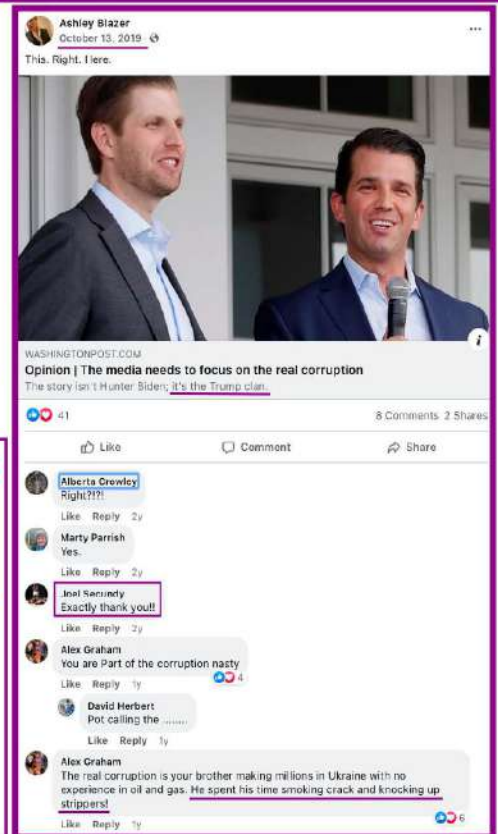 Ashley Blazer
October 13, 2019
This. Right. Here.
WASHINGTONPOST.COM
Opinion | The media needs to focus on the real corruption
The story isn't Hunter Biden; it's the Trump clan.
41
8 Comments 2 Shares
Like Comment Share
Alberta Crowley
Right?!?!
Like Reply 2y
Marty Parrish
Yes.
Like Reply 2y
Joel Secundy
Exactly thank you!!
Like Reply 2y
Alex Graham
You are Part of the corruption nasty
4
Like Reply 1y
David Herbert
Pot calling the ........
Like Reply 1y
Alex Graham
The real corruption is your brother making millions in Ukraine with no
experience in oil and gas. He spent his time smoking crack and knocking up
strippers!
6
Like Reply 1y